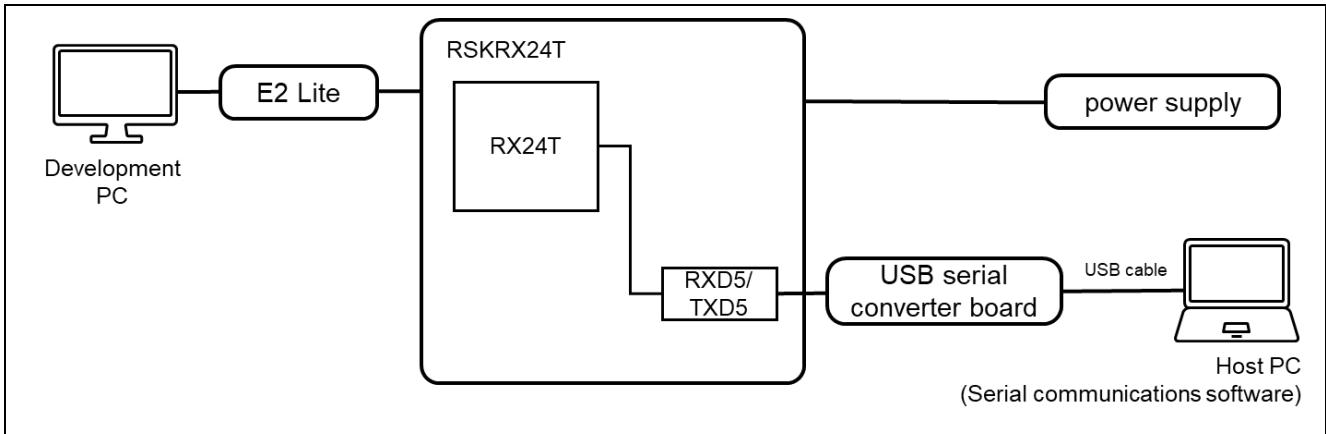 RSKRX24T
E2 Lite
RX24T
power supply
Development
PC
RXD5/
TXD5
USB serial
converter board
USB cable
Host PC
(Serial communications software)